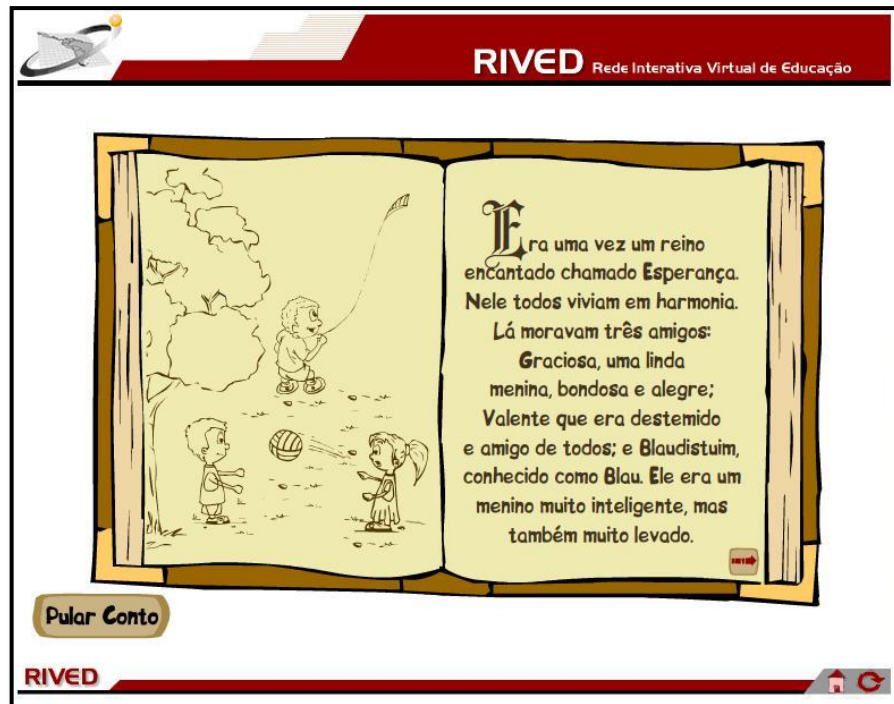 RIVED Rede Interativa Virtual de Educação
Era uma vez um reino
encantado chamado Esperança.
Nele todos viviam em harmonia.
Lá moravam três amigos:
Graciosa, uma linda
menina, bondosa e alegre;
Valente que era destemido
e amigo de todos; e Blaudistuim,
conhecido como Blau. Ele era um
menino muito inteligente, mas
também muito levado.
Pular Conto
RIVED